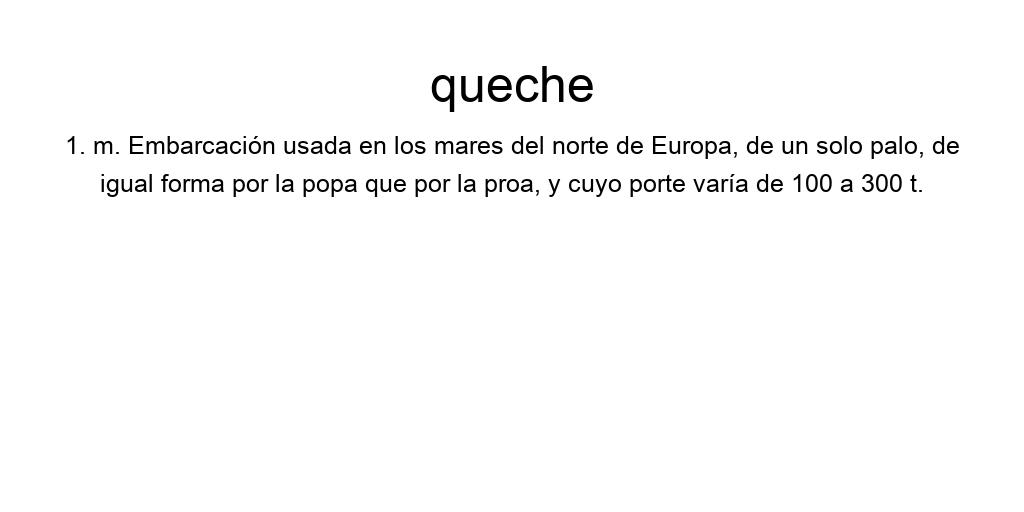 queche
1. m. Embarcación usada en los mares del norte de Europa, de un solo palo, de
igual forma por la popa que por la proa, y cuyo porte varía de 100 a 300 t.